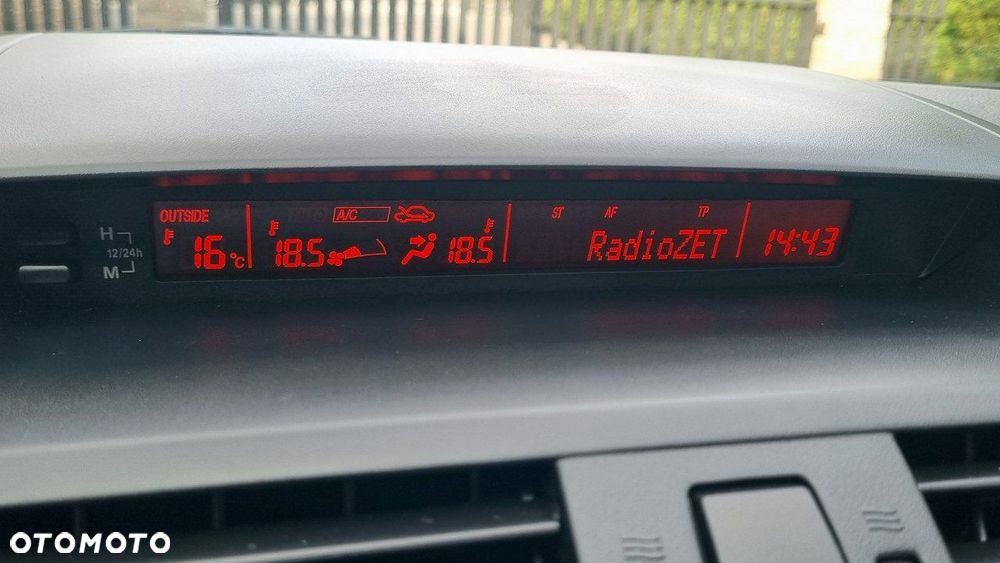 OUTSIDE A/C ST AF TP
H
12/24h
M
16°C 18.5 18.5 RadioZET 14:43
OTOMOTO